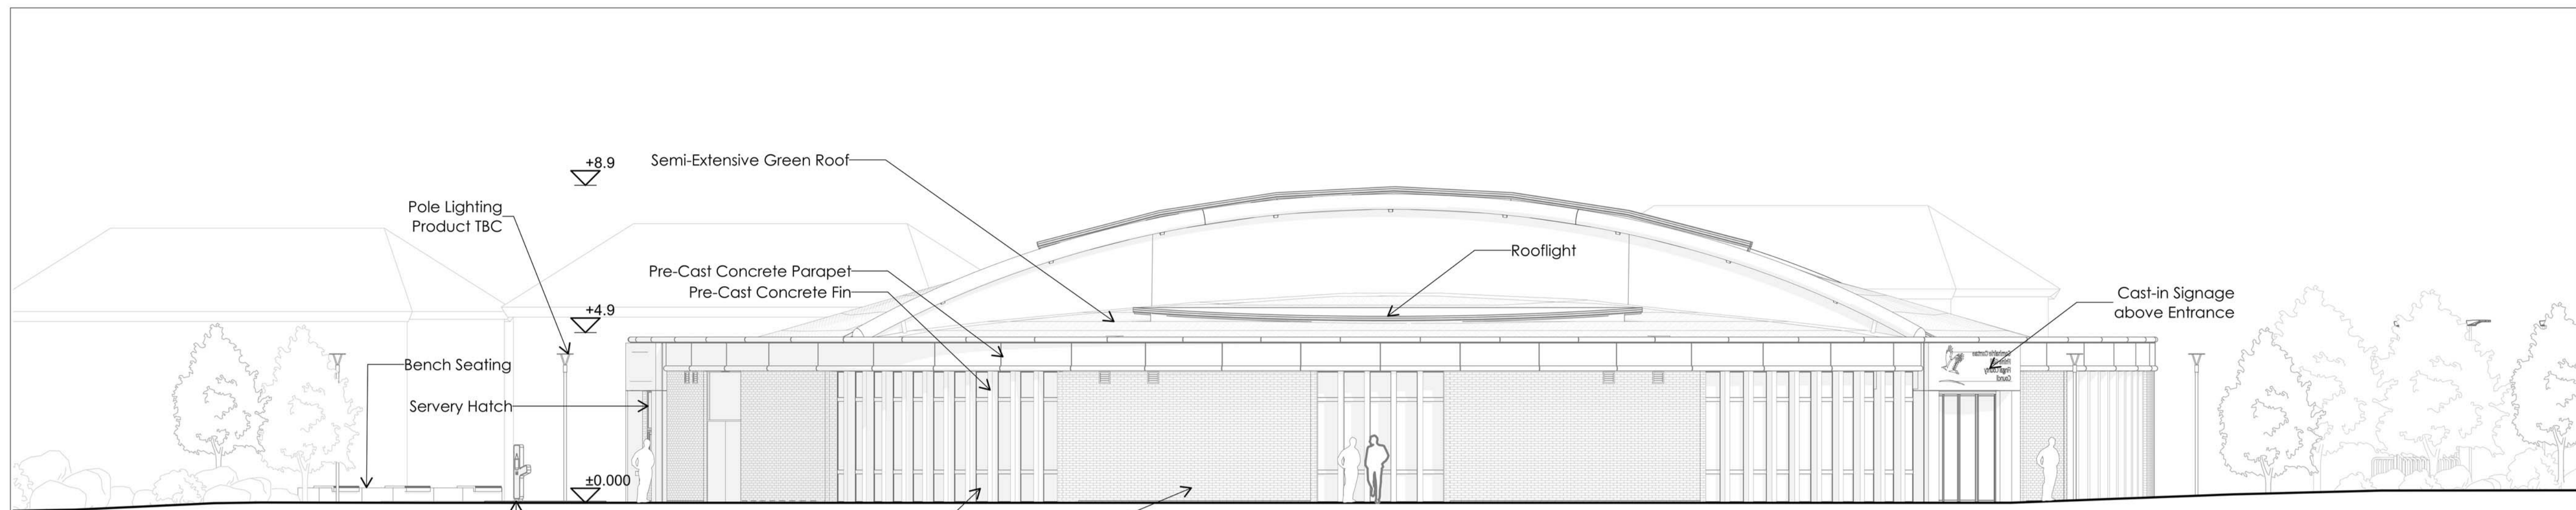 +8.9
Semi-Extensive Green Roof
Pole Lighting
Product TBC
Rooflight
Pre-Cast Concrete Parapet
Pre-Cast Concrete Fin
Cast-in Signage
above Entrance
+4.9
Bench Seating
Servery Hatch
±0.000